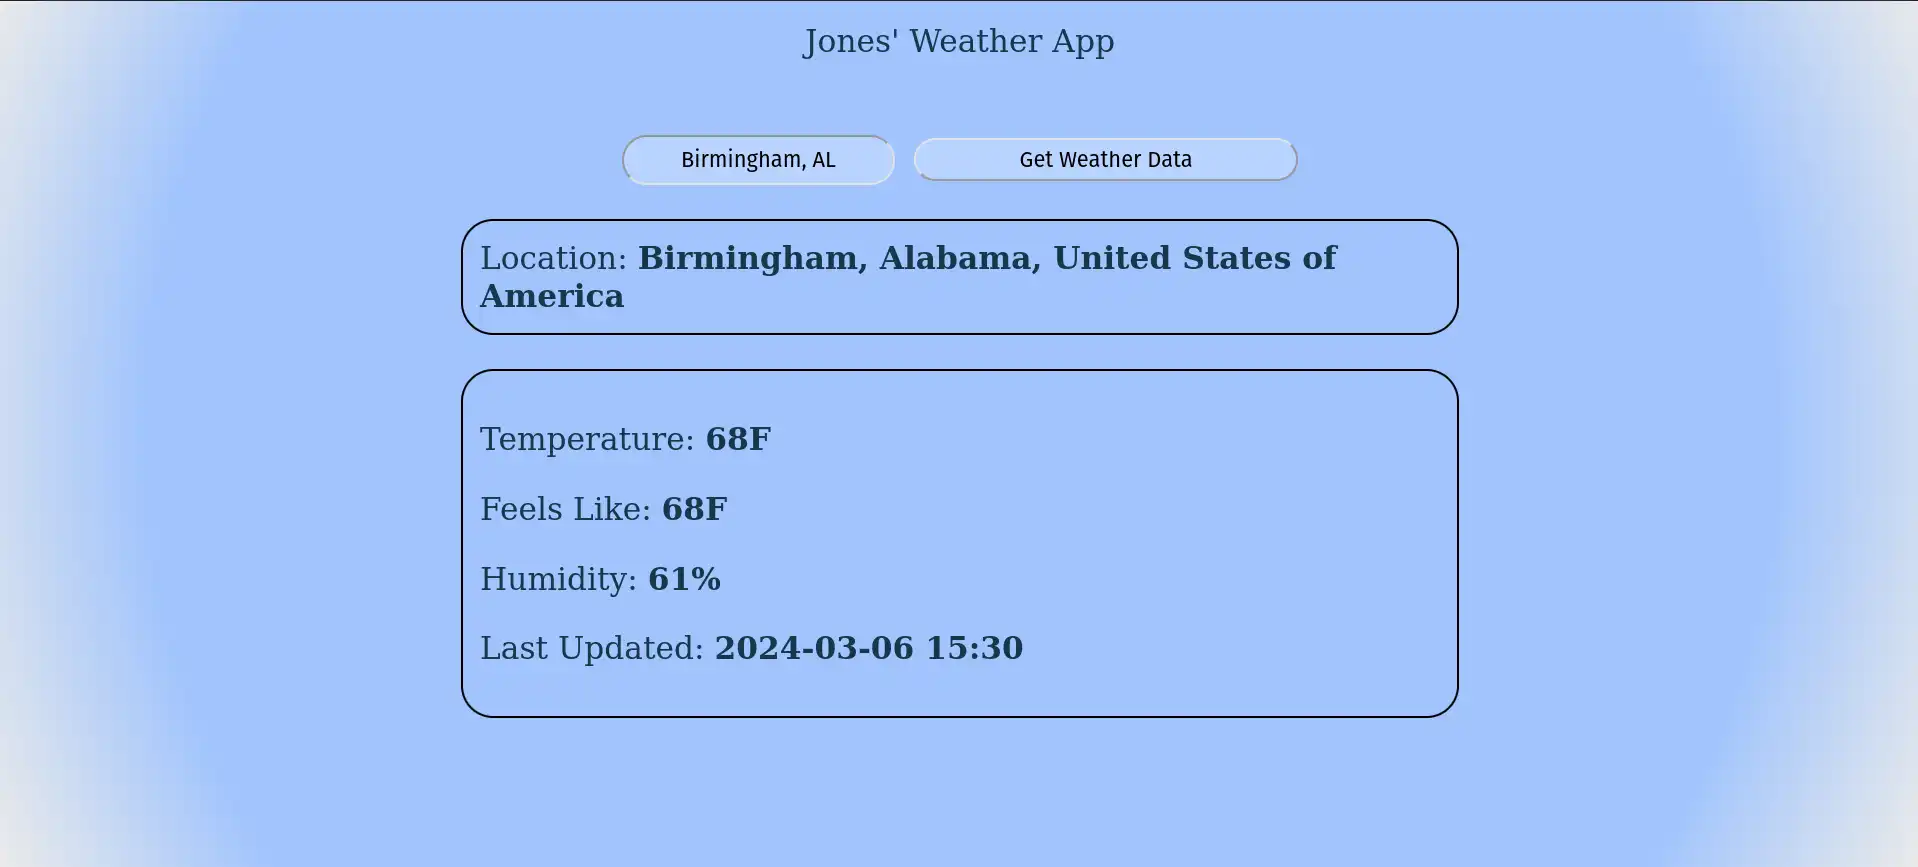 Jones' Weather App
Birmingham, AL
Get Weather Data
Location: Birmingham, Alabama, United States of
America
Temperature: 68F
Feels Like: 68F
Humidity: 61%
Last Updated: 2024-03-06 15:30